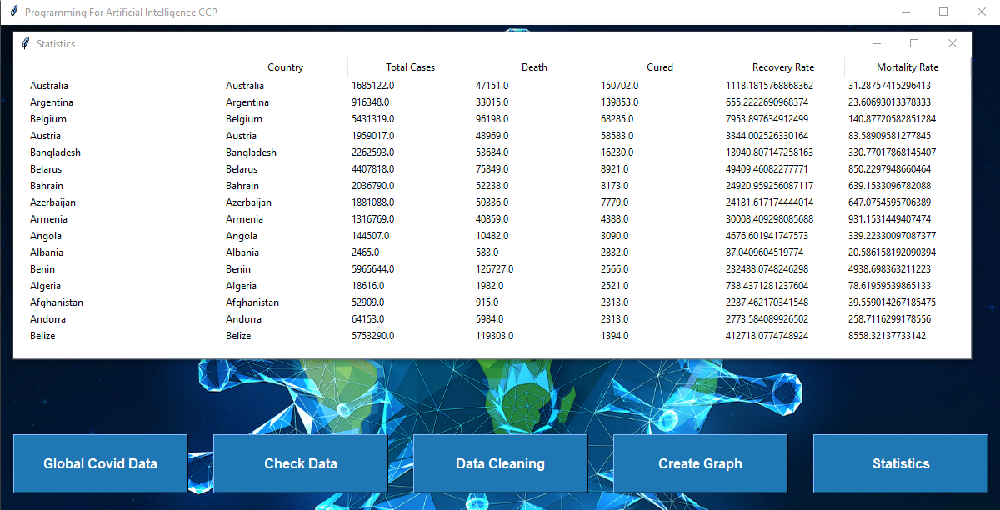 Programming For Artificial Intelligence CCP
Statistics
Country Total Cases Death Cured Recovery Rate Mortality Rate
Australia Australia 1685122.0 47151.0 150702.0 1118.1815768868362 31.28757415296413
Argentina Argentina 916348.0 33015.0 139853.0 655.2222690968374 23.60693013378333
Belgium Belgium 5431319.0 96198.0 68285.0 7953.897634912499 140.87720582851284
Austria Austria 1959017.0 48969.0 58583.0 3344.002526330164 83.58909581277845
Bangladesh Bangladesh 2262593.0 53684.0 16230.0 13940.807147258163 330.77017868145407
Belarus Belarus 4407818.0 75849.0 8921.0 49409.46082277771 850.2297948660464
Bahrain Bahrain 2036790.0 52238.0 8173.0 24920.959256087117 639.1533096782088
Azerbaijan Azerbaijan 1881088.0 50336.0 7779.0 24181.617174444014 647.0754595706389
Armenia Armenia 1316769.0 40859.0 4388.0 30008.409298085688 931.1531449407474
Angola Angola 144507.0 10482.0 3090.0 4676.601941747573 339.22330097087377
Albania Albania 2465.0 583.0 2832.0 87.0409604519774 20.586158192090394
Benin Benin 5965644.0 126727.0 2566.0 232488.0748246298 4938.698363211223
Algeria Algeria 18616.0 1982.0 2521.0 738.4371281237604 78.61959539865133
Afghanistan Afghanistan 52909.0 915.0 2313.0 2287.462170341548 39.559014267185475
Andorra Andorra 64153.0 5984.0 2313.0 2773.584089926502 258.7116299178556
Belize Belize 5753290.0 119303.0 1394.0 412718.0774748924 8558.32137733142
Global Covid Data Check Data Data Cleaning Create Graph Statistics